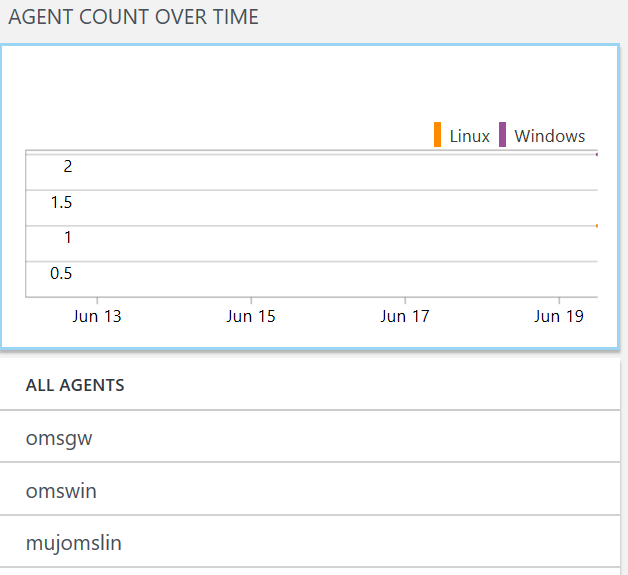 AGENT COUNT OVER TIME
Linux Windows
2
1.5
1
0.5
Jun 13 Jun 15 Jun 17 Jun 19
ALL AGENTS
omsgw
omswin
mujomslin